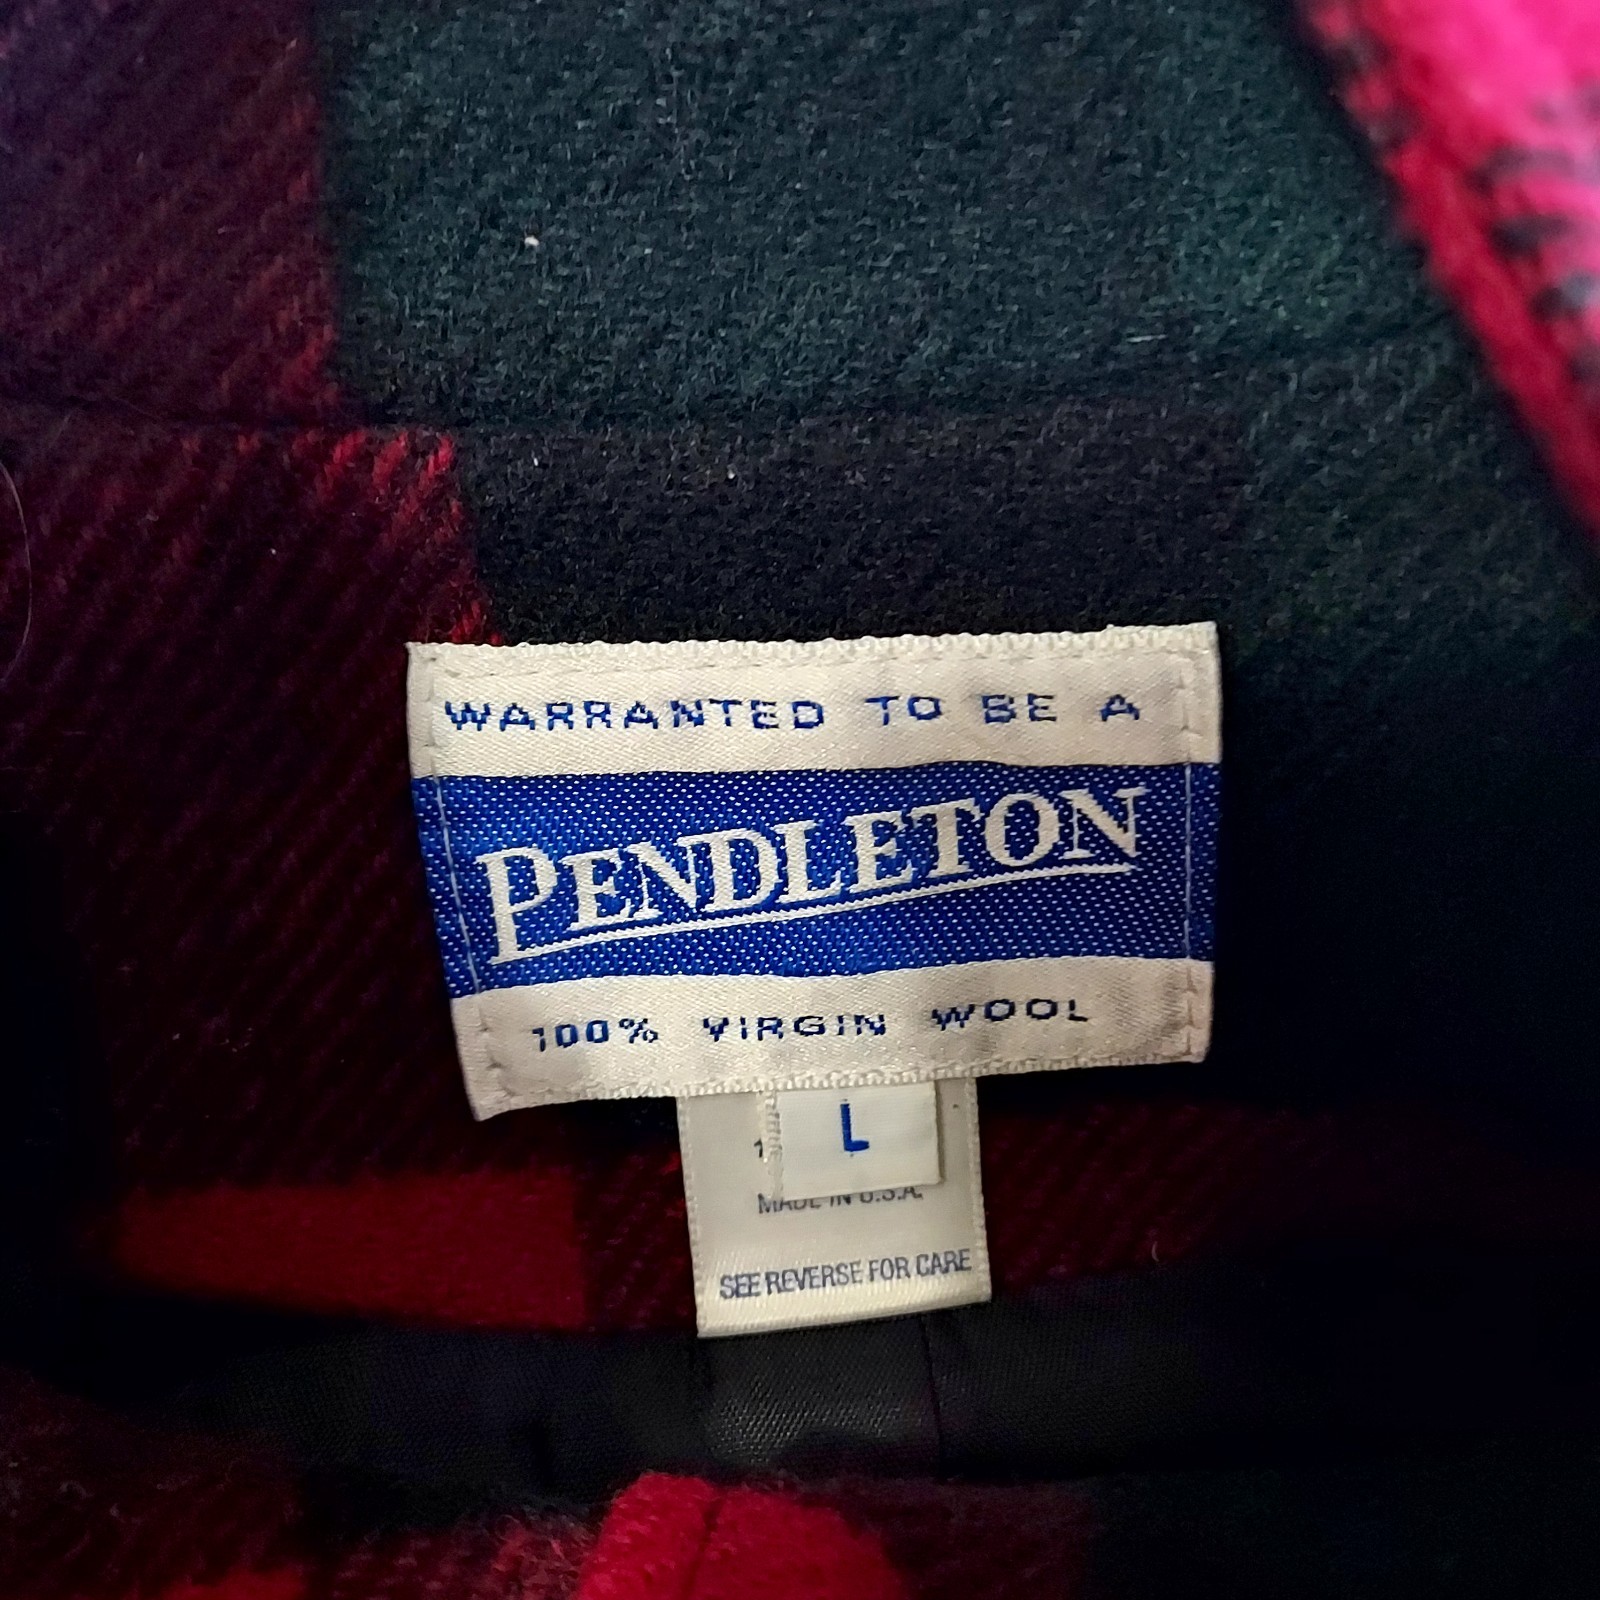 WARRANTED TO BE A
PENDLETON
100% VIRGIN WOOL
L
MADE IN U.S.A.
SEE REVERSE FOR CARE